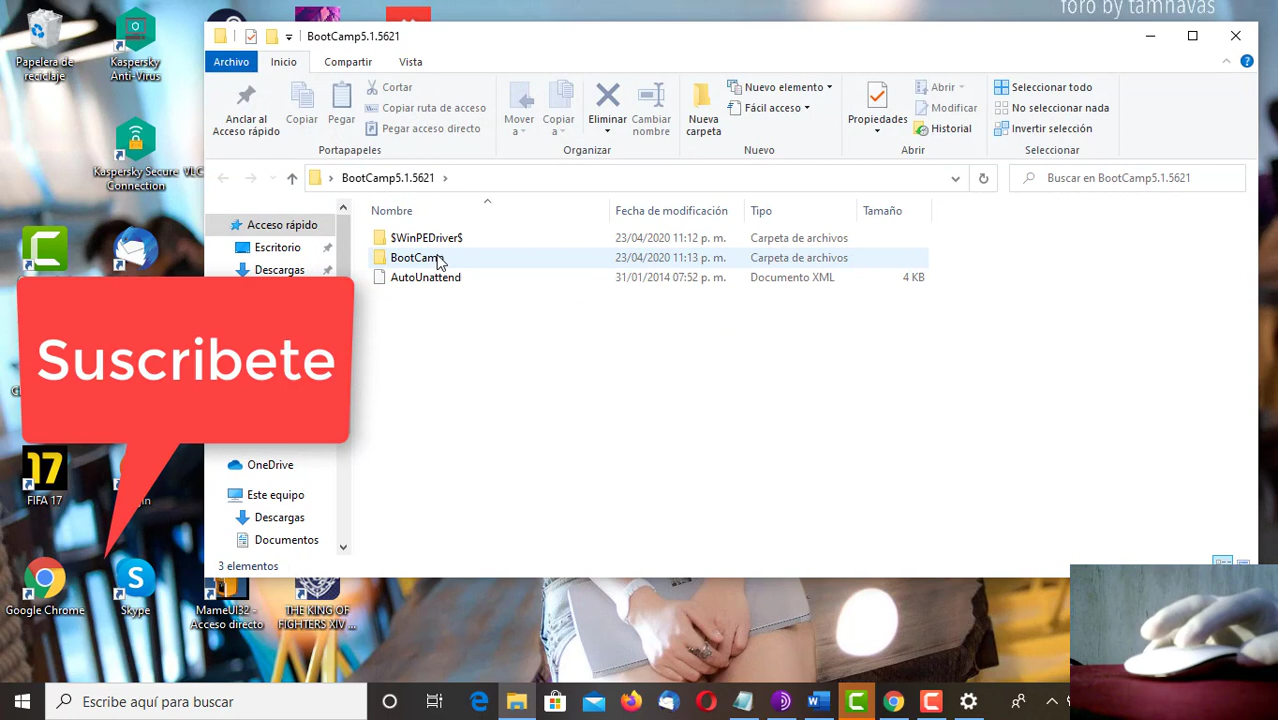 foro by tamnavas
BootCamp5.1.5621
Archivo
Inicio
Compartir
Vista
Anclar al
Acceso rápido
Copiar
Pegar
Cortar
Copiar ruta de acceso
Pegar acceso directo
Portapapeles
Mover
a
Copiar
a
Eliminar
Cambiar
nombre
Organizar
Nueva
carpeta
Nuevo elemento
Fácil acceso
Nuevo
Propiedades
Abrir
Modificar
Historial
Abrir
Seleccionar todo
No seleccionar nada
Invertir selección
Seleccionar
BootCamp5.1.5621
Buscar en BootCamp5.1.5621
Nombre
Fecha de modificación
Tipo
Tamaño
$WinPEDriver$
23/04/2020 11:12 p. m.
Carpeta de archivos
BootCamp
23/04/2020 11:13 p. m.
Carpeta de archivos
AutoUnattend
31/01/2014 07:52 p. m.
Documento XML
4 KB
Acceso rápido
Escritorio
Descargas
OneDrive
Este equipo
Descargas
Documentos
3 elementos
Papelera de
reciclaje
Kaspersky
Anti-Virus
Kaspersky Secure
Connection
VLC
Suscribete
17
FIFA 17
Google Chrome
Skype
MameUI32 -
Acceso directo
THE KING OF
FIGHTERS XIV ...
Escribe aquí para buscar